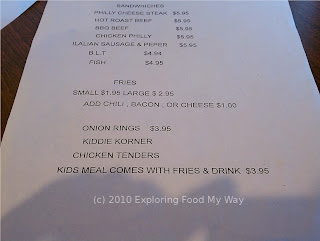 SANDWHICHES
PHILLY CHEESE STEAK $5.95
HOT ROAST BEEF $5.95
BBQ BEEF $5.95
CHICKEN PHILLY $5.95
ILALIAN SAUSAGE & PEPER $5.95
B.L.T $4.94
FISH $4.95
FRIES
SMALL $1.95 LARGE $ 2.95
ADD CHILI , BACON , OR CHEESE $1.00
ONION RINGS $3.95
KIDDIE KORNER
CHICKEN TENDERS
KIDS MEAL COMES WITH FRIES & DRINK $3.95
(c) 2010 Exploring Food My Way